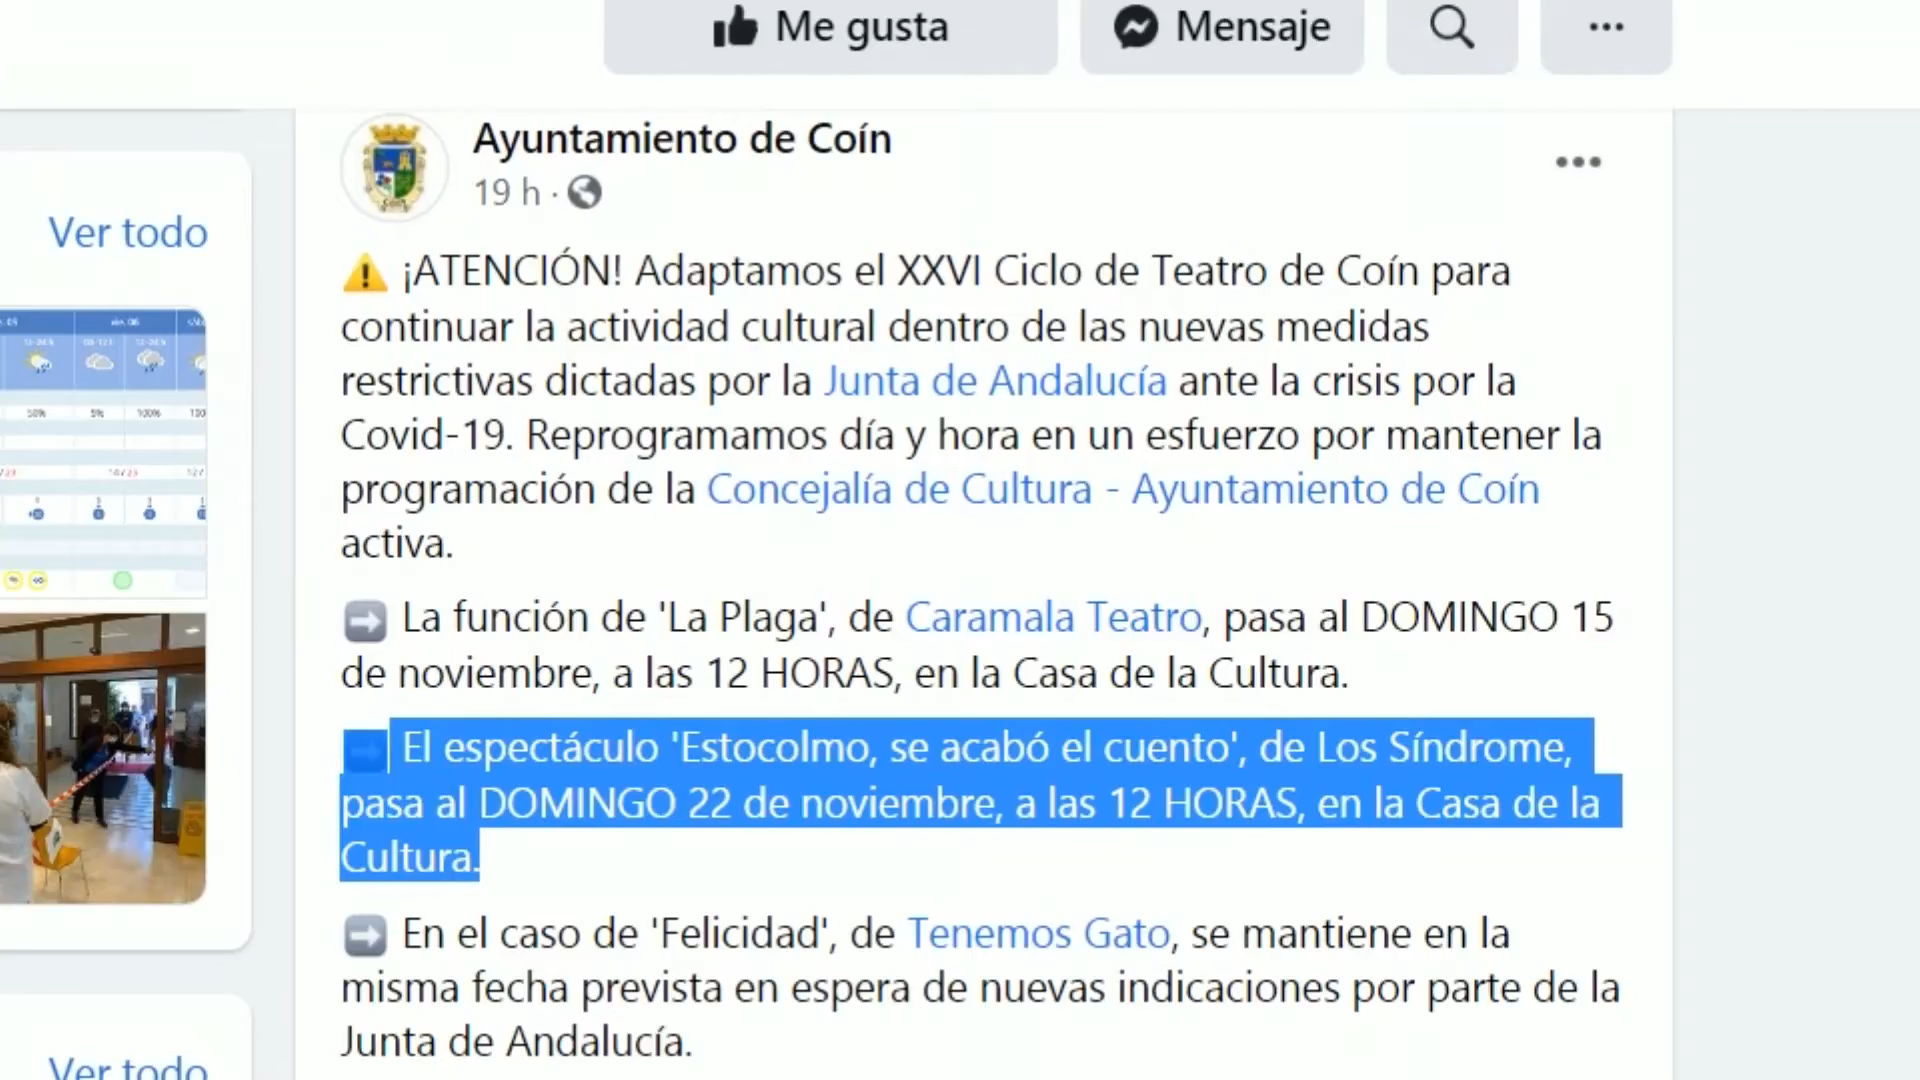 Me gusta
Mensaje
Ayuntamiento de Coín
19 h ·
Ver todo
⚠️ ¡ATENCIÓN! Adaptamos el XXVI Ciclo de Teatro de Coín para
continuar la actividad cultural dentro de las nuevas medidas
restrictivas dictadas por la Junta de Andalucía ante la crisis por la
Covid-19. Reprogramamos día y hora en un esfuerzo por mantener la
programación de la Concejalía de Cultura - Ayuntamiento de Coín
activa.
➡️ La función de 'La Plaga', de Caramala Teatro, pasa al DOMINGO 15
de noviembre, a las 12 HORAS, en la Casa de la Cultura.
➡️ El espectáculo 'Estocolmo, se acabó el cuento', de Los Síndrome,
pasa al DOMINGO 22 de noviembre, a las 12 HORAS, en la Casa de la
Cultura.
➡️ En el caso de 'Felicidad', de Tenemos Gato, se mantiene en la
misma fecha prevista en espera de nuevas indicaciones por parte de la
Junta de Andalucía.
Ver todo